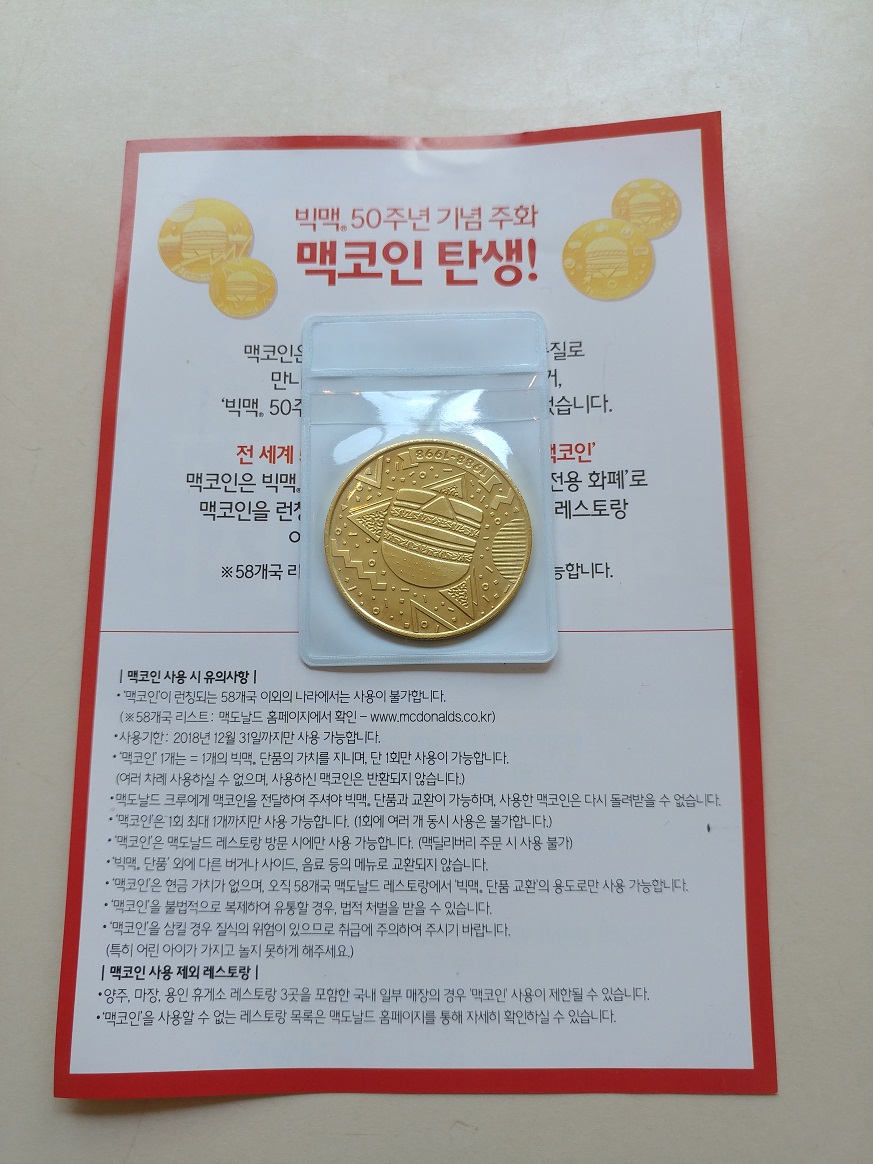 빅맥® 50주년 기념 주화
맥코인 탄생!
맥코인은 질로
만나 거,
'빅맥® 50주 없습니다.
전 세계 맥코인'
맥코인은 빅맥® 전용 화폐'로
맥코인을 런칭 레스토랑
※58개국 리 능합니다.
1988-1998
| 맥코인 사용 시 유의사항 |
• '맥코인'이 런칭되는 58개국 이외의 나라에서는 사용이 불가합니다.
(※58개국 리스트: 맥도날드 홈페이지에서 확인 - www.mcdonalds.co.kr)
• 사용기한: 2018년 12월 31일까지만 사용 가능합니다.
• '맥코인' 1개는 = 1개의 빅맥® 단품의 가치를 지니며, 단 1회만 사용이 가능합니다.
(여러 차례 사용하실 수 없으며, 사용하신 맥코인은 반환되지 않습니다.)
• 맥도날드 크루에게 맥코인을 전달하여 주셔야 빅맥® 단품과 교환이 가능하며, 사용한 맥코인은 다시 돌려받을 수 없습니다.
• '맥코인'은 1회 최대 1개까지만 사용 가능합니다. (1회에 여러 개 동시 사용은 불가합니다.)
• '맥코인'은 맥도날드 레스토랑 방문 시에만 사용 가능합니다. (맥딜리버리 주문 시 사용 불가)
• '빅맥® 단품' 외에 다른 버거나 사이드, 음료 등의 메뉴로 교환되지 않습니다.
• '맥코인'은 현금 가치가 없으며, 오직 58개국 맥도날드 레스토랑에서 '빅맥® 단품 교환'의 용도로만 사용 가능합니다.
• '맥코인'을 불법적으로 복제하여 유통할 경우, 법적 처벌을 받을 수 있습니다.
• '맥코인'을 삼킬 경우 질식의 위험이 있으므로 취급에 주의하여 주시기 바랍니다.
(특히 어린 아이가 가지고 놀지 못하게 해주세요.)
| 맥코인 사용 제외 레스토랑 |
• 양주, 마장, 용인 휴게소 레스토랑 3곳을 포함한 국내 일부 매장의 경우 '맥코인' 사용이 제한될 수 있습니다.
• '맥코인'을 사용할 수 없는 레스토랑 목록은 맥도날드 홈페이지를 통해 자세히 확인하실 수 있습니다.